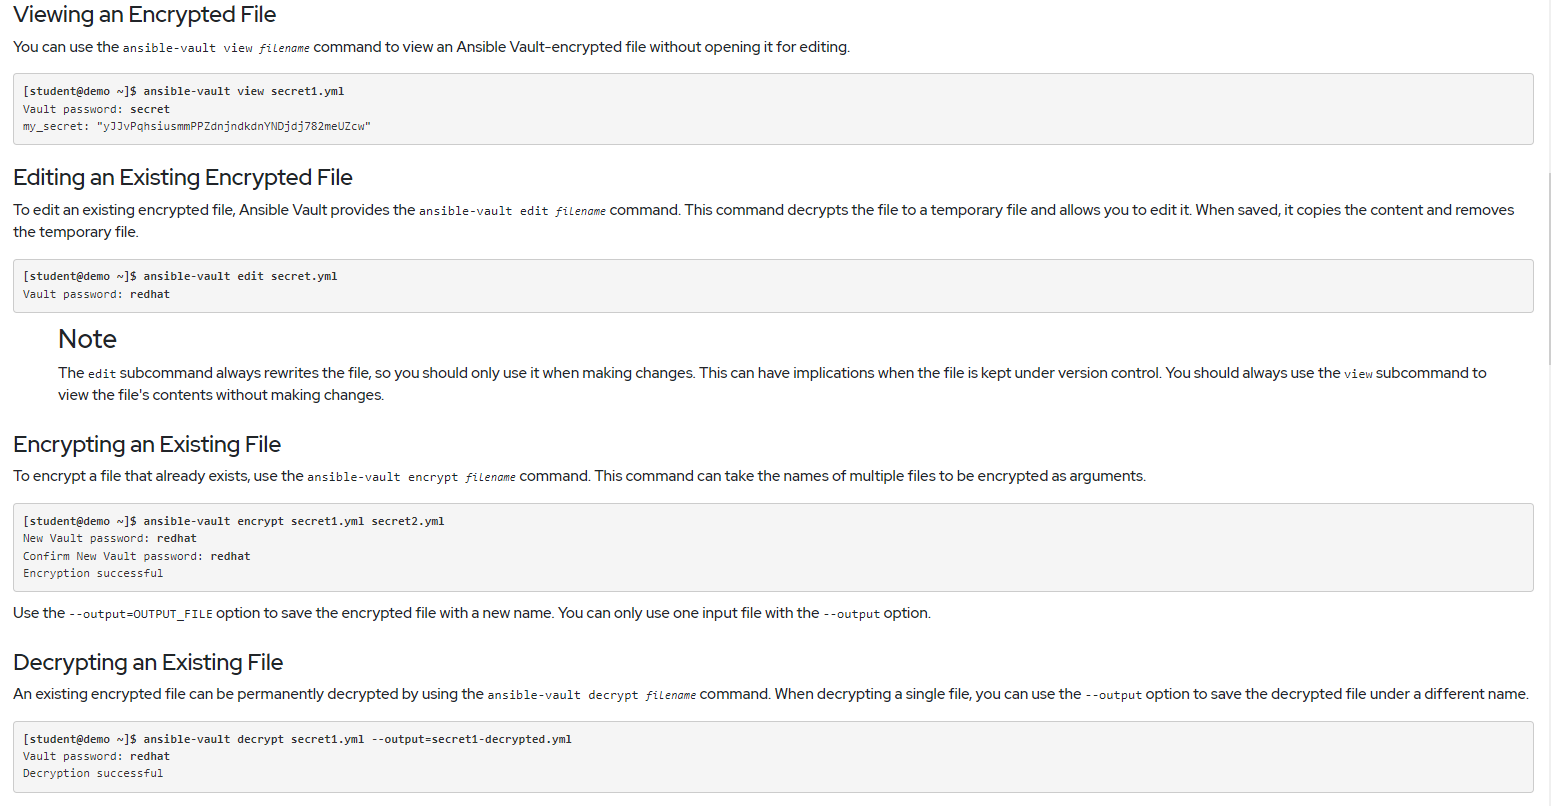 Viewing an Encrypted File
You can use the ansible-vault view filename command to view an Ansible Vault-encrypted file without opening it for editing.
[student@demo ~]$ ansible-vault view secret1.yml
Vault password: secret
my_secret: "yJJvPqhsiusmmPPZdnjndkdnYNDjdj782meUZcw"
Editing an Existing Encrypted File
To edit an existing encrypted file, Ansible Vault provides the ansible-vault edit filename command. This command decrypts the file to a temporary file and allows you to edit it. When saved, it copies the content and removes
the temporary file.
[student@demo ~]$ ansible-vault edit secret.yml
Vault password: redhat
Note
The edit subcommand always rewrites the file, so you should only use it when making changes. This can have implications when the file is kept under version control. You should always use the view subcommand to
view the file's contents without making changes.
Encrypting an Existing File
To encrypt a file that already exists, use the ansible-vault encrypt filename command. This command can take the names of multiple files to be encrypted as arguments.
[student@demo ~]$ ansible-vault encrypt secret1.yml secret2.yml
New Vault password: redhat
Confirm New Vault password: redhat
Encryption successful
Use the --output=OUTPUT_FILE option to save the encrypted file with a new name. You can only use one input file with the --output option.
Decrypting an Existing File
An existing encrypted file can be permanently decrypted by using the ansible-vault decrypt filename command. When decrypting a single file, you can use the --output option to save the decrypted file under a different name.
[student@demo ~]$ ansible-vault decrypt secret1.yml --output=secret1-decrypted.yml
Vault password: redhat
Decryption successful